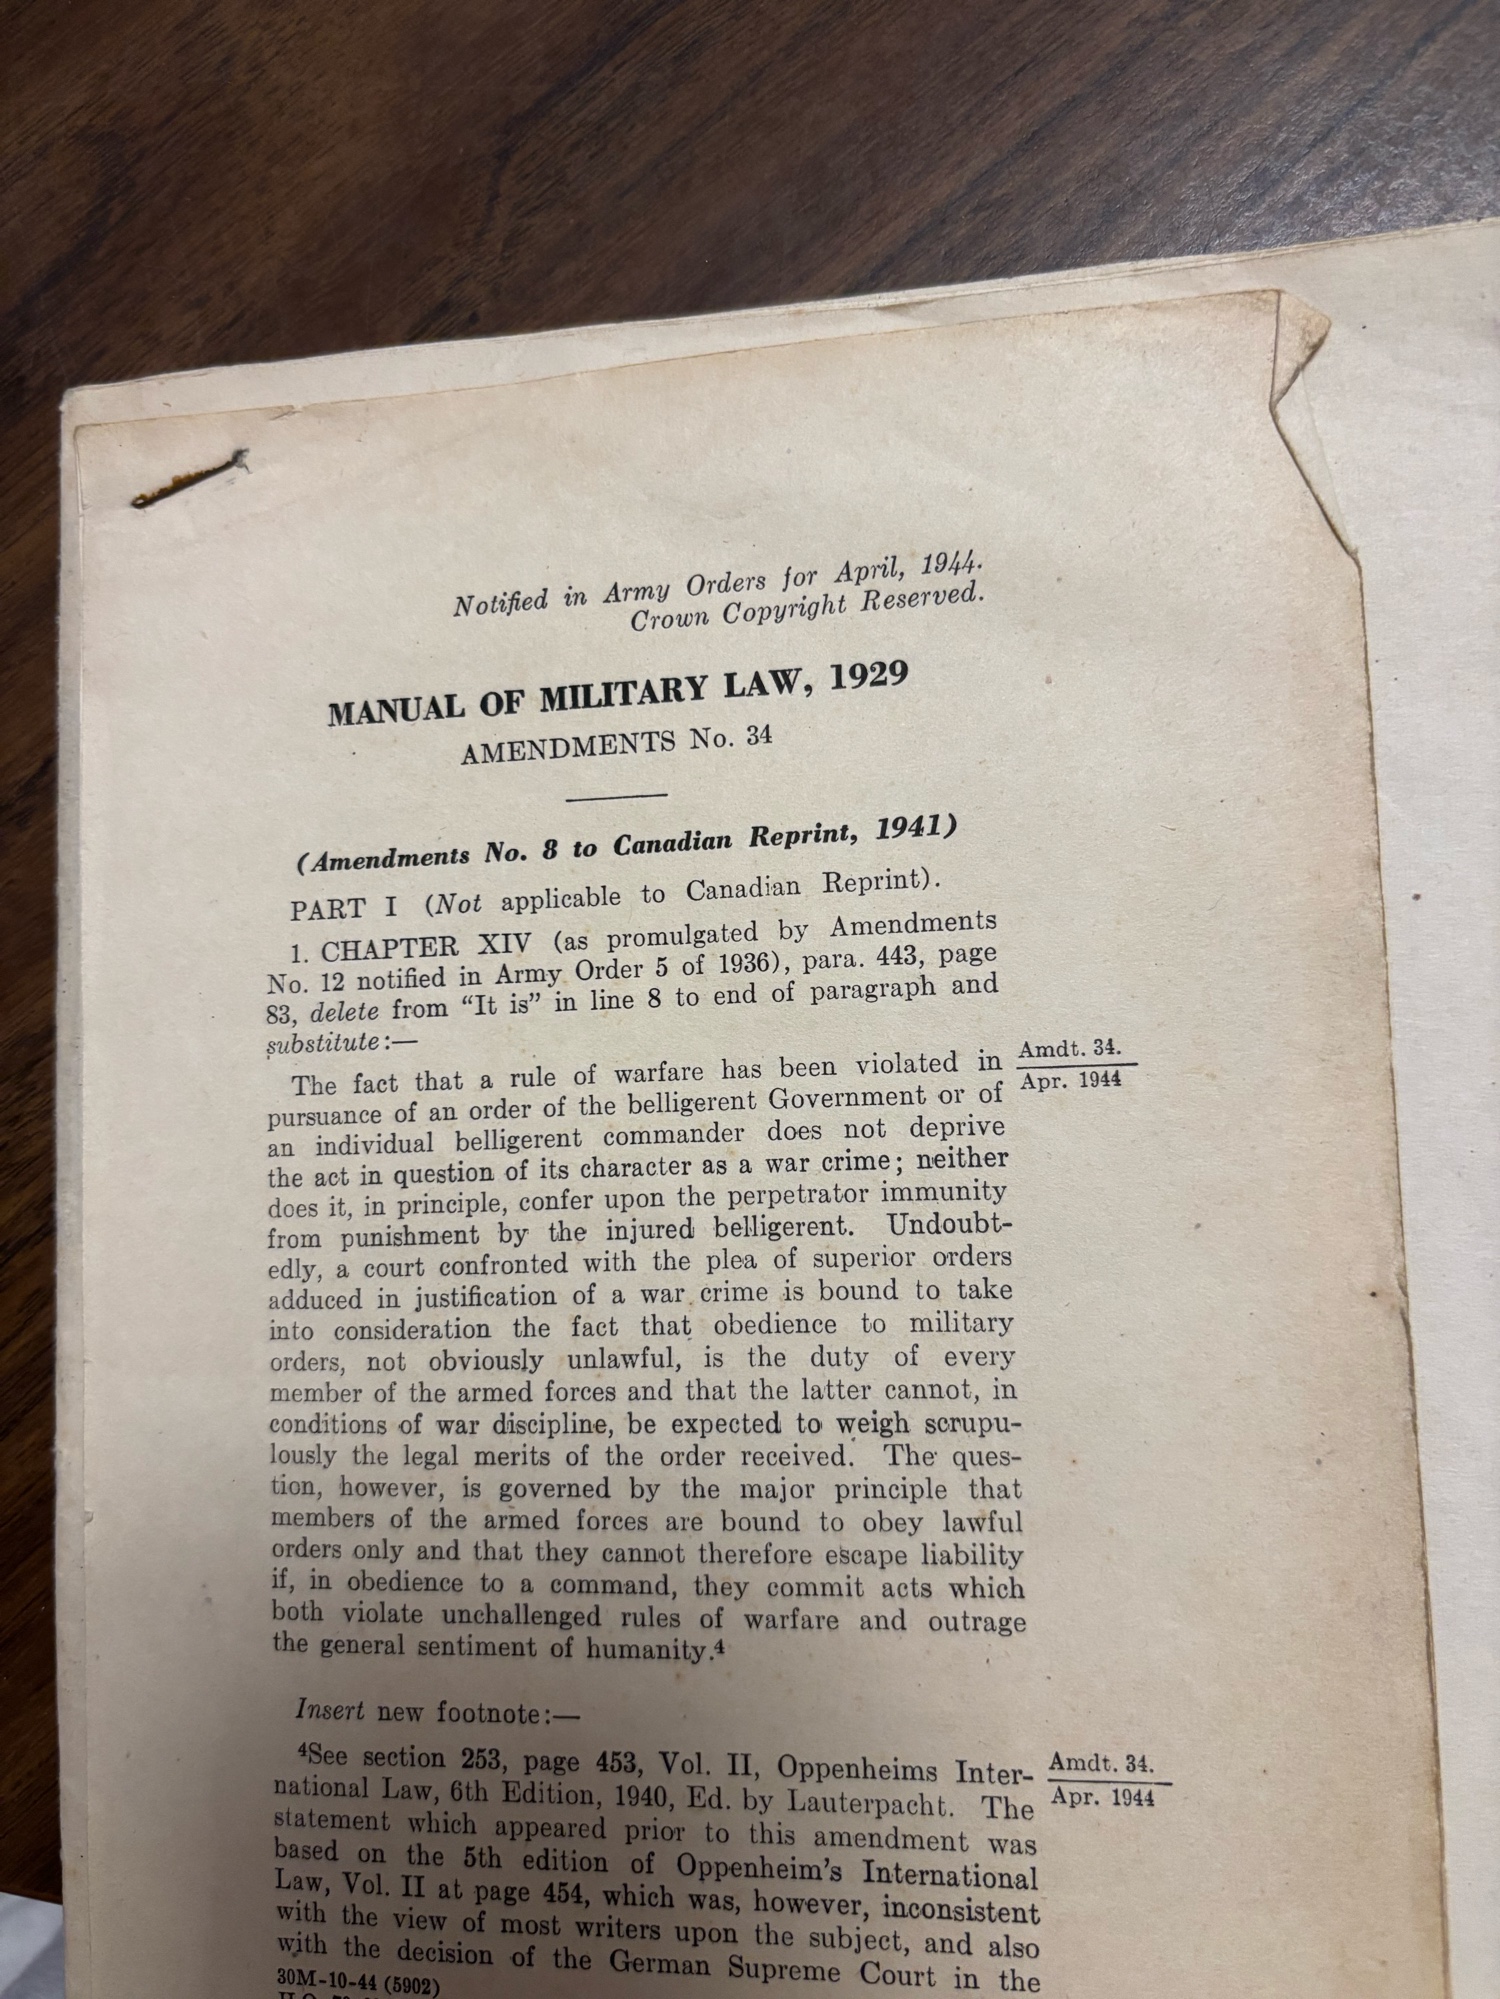 Notified in Army Orders for April, 1944.
Crown Copyright Reserved.
MANUAL OF MILITARY LAW, 1929
AMENDMENTS No. 34
(Amendments No. 8 to Canadian Reprint, 1941)
PART I (Not applicable to Canadian Reprint).
1. CHAPTER XIV (as promulgated by Amendments
No. 12 notified in Army Order 5 of 1936), para. 443, page
83, delete from "It is" in line 8 to end of paragraph and
substitute:—
The fact that a rule of warfare has been violated in
pursuance of an order of the belligerent Government or of
an individual belligerent commander does not deprive
the act in question of its character as a war crime; neither
does it, in principle, confer upon the perpetrator immunity
from punishment by the injured belligerent. Undoubt-
edly, a court confronted with the plea of superior orders
adduced in justification of a war crime is bound to take
into consideration the fact that obedience to military
orders, not obviously unlawful, is the duty of every
member of the armed forces and that the latter cannot, in
conditions of war discipline, be expected to weigh scrupu-
lously the legal merits of the order received. The ques-
tion, however, is governed by the major principle that
members of the armed forces are bound to obey lawful
orders only and that they cannot therefore escape liability
if, in obedience to a command, they commit acts which
both violate unchallenged rules of warfare and outrage
the general sentiment of humanity.4
Amdt. 34.
Apr. 1944
Insert new footnote:—
4See section 253, page 453, Vol. II, Oppenheims Inter-
national Law, 6th Edition, 1940, Ed. by Lauterpacht. The
statement which appeared prior to this amendment was
based on the 5th edition of Oppenheim's International
Law, Vol. II at page 454, which was, however, inconsistent
with the view of most writers upon the subject, and also
with the decision of the German Supreme Court in the
Amdt. 34.
Apr. 1944
30M-10-44 (5902)